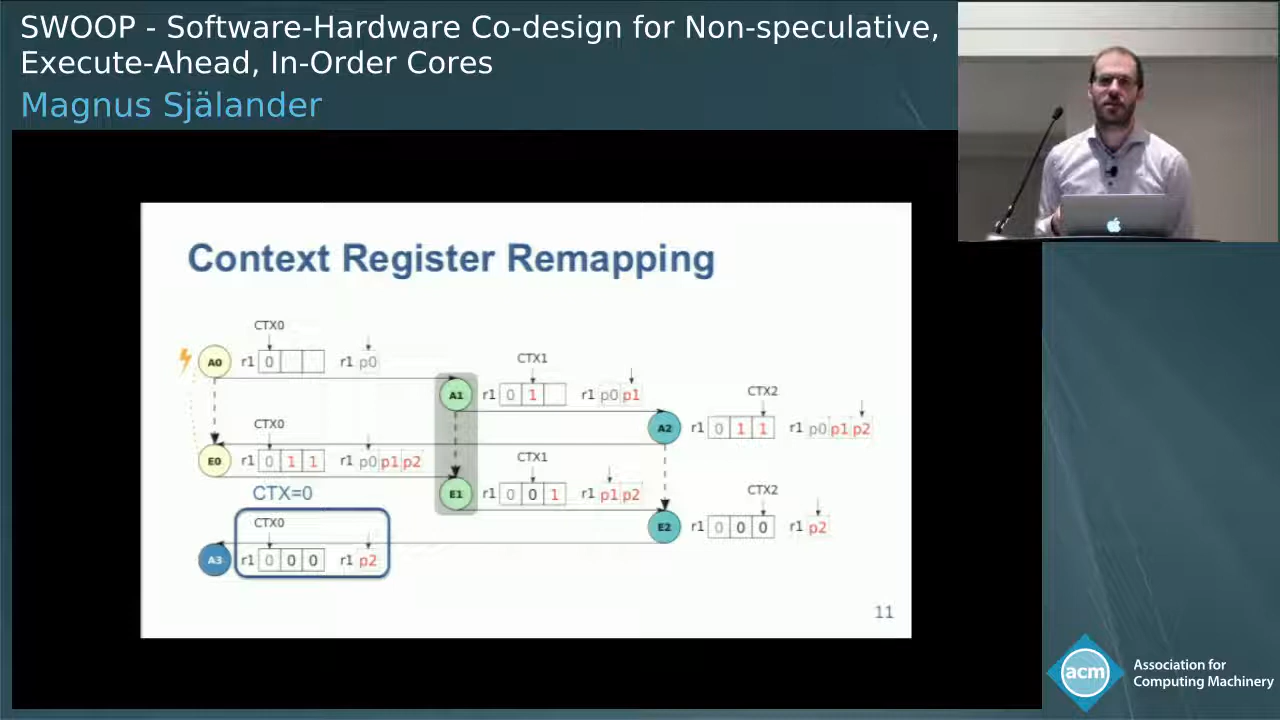 SWOOP - Software-Hardware Co-design for Non-speculative,
Execute-Ahead, In-Order Cores
Magnus Själander
Context Register Remapping
CTX0
A0 r1 0 r1 p0
CTX1
A1 r1 0 1 r1 p0 p1
CTX2
A2 r1 0 1 1 r1 p0 p1 p2
CTX0
E0 r1 0 1 1 r1 p0 p1 p2
CTX1
E1 r1 0 0 1 r1 p1 p2
CTX2
E2 r1 0 0 0 r1 p2
CTX=0
CTX0
A3 r1 0 0 0 r1 p2
11
acm
Association for
Computing Machinery